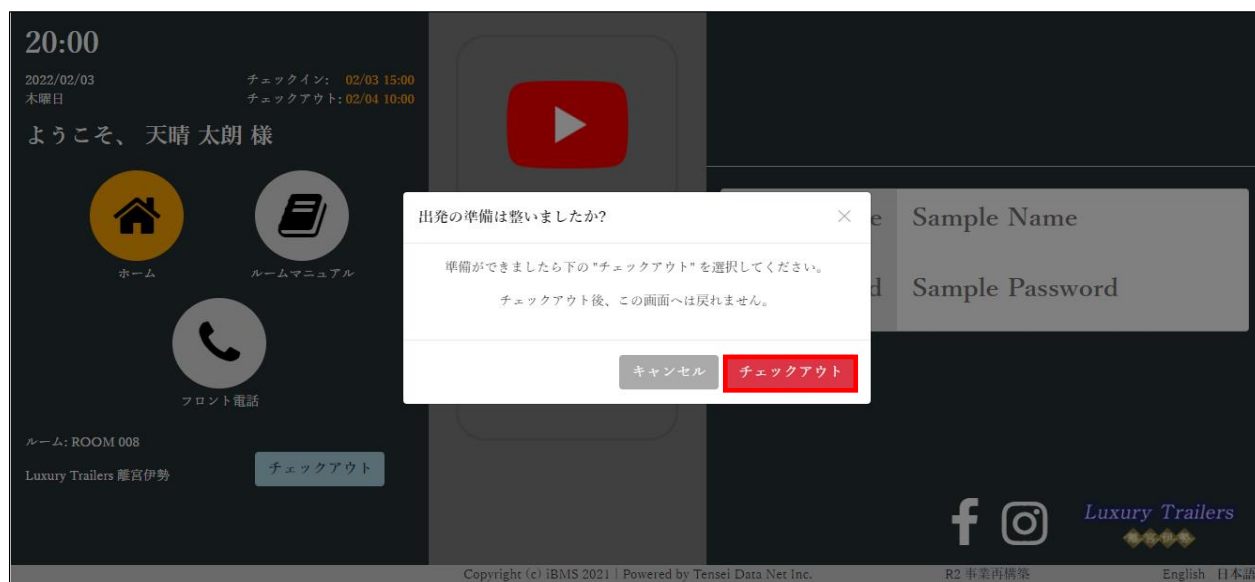 20:00
2022/02/03
木曜日
チェックイン: 02/03 15:00
チェックアウト: 02/04 10:00
ようこそ、 天晴 太朗 様
ホーム
ルームマニュアル
フロント電話
ルーム: ROOM 008
Luxury Trailers 離宮伊勢
チェックアウト
出発の準備は整いましたか?
×
準備ができましたら下の "チェックアウト" を選択してください。
チェックアウト後、この画面へは戻れません。
キャンセル
チェックアウト
e Sample Name
d Sample Password
Luxury Trailers
離宮伊勢
Copyright (c) iBMS 2021 | Powered by Tensei Data Net Inc.
R2 事業再構築
English 日本語